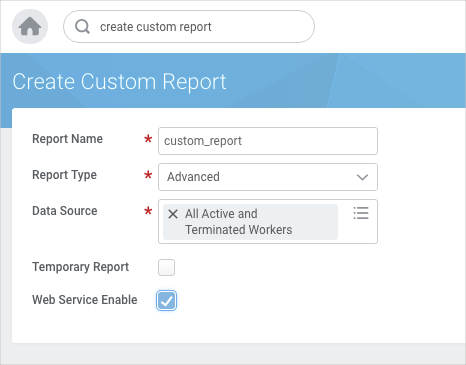 create custom report
Create Custom Report
Report Name * custom_report
Report Type * Advanced
Data Source * All Active and
Terminated Workers
Temporary Report
Web Service Enable